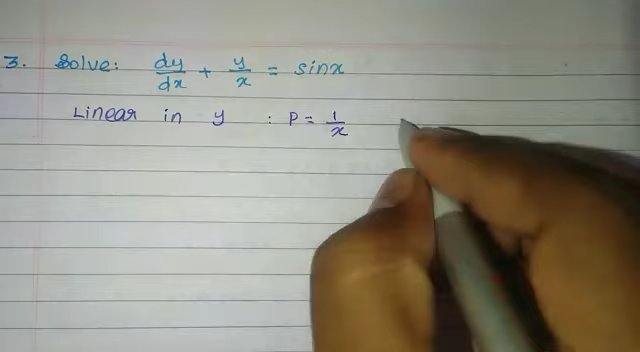 3. Solve: dy/dx + y/x = sinx
Linear in y : P = 1/x